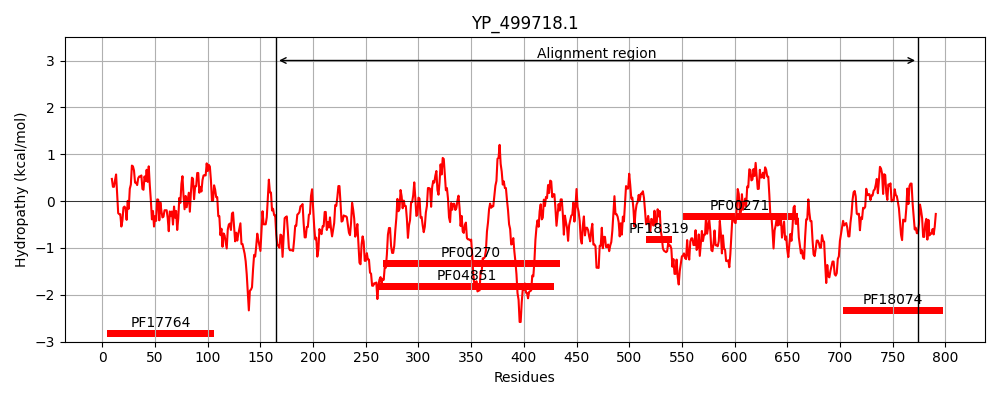 YP_499718.1
Hydropathy (kcal/mol)
3
2
1
0
−1
−2
−3
Alignment region
PF00271
PF18319
PF00270
PF04851
PF18074
PF17764
0 50 100 150 200 250 300 350 400 450 500 550 600 650 700 750 800
Residues